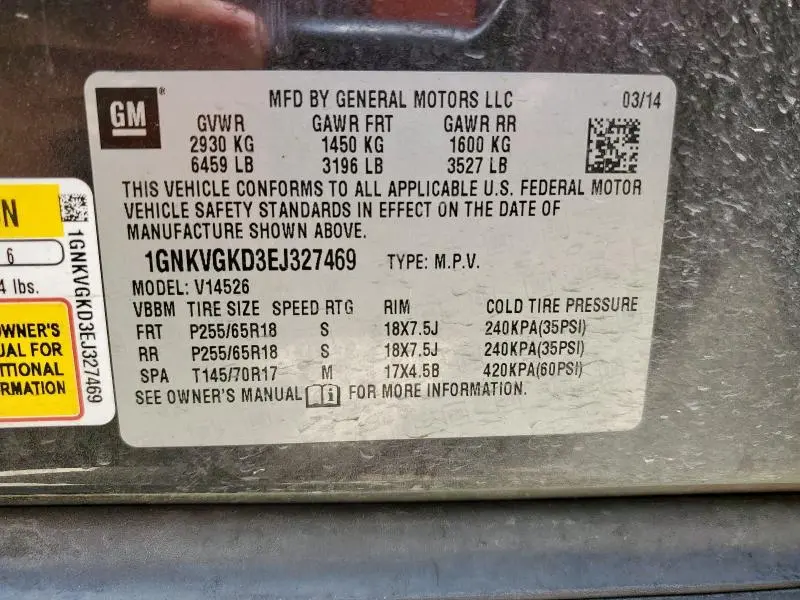 GM
MFD BY GENERAL MOTORS LLC 03/14
GVWR GAWR FRT GAWR RR
2930 KG 1450 KG 1600 KG
6459 LB 3196 LB 3527 LB
THIS VEHICLE CONFORMS TO ALL APPLICABLE U.S. FEDERAL MOTOR
VEHICLE SAFETY STANDARDS IN EFFECT ON THE DATE OF
MANUFACTURE SHOWN ABOVE.
1GNKVGKD3EJ327469 TYPE: M.P.V.
MODEL: V14526
VBBM TIRE SIZE SPEED RTG RIM COLD TIRE PRESSURE
FRT P255/65R18 S 18X7.5J 240KPA(35PSI)
RR P255/65R18 S 18X7.5J 240KPA(35PSI)
SPA T145/70R17 M 17X4.5B 420KPA(60PSI)
SEE OWNER'S MANUAL FOR MORE INFORMATION.
N
6
4 lbs.
OWNER'S
UAL FOR
ITIONAL
RMATION
1GNKVGKD3EJ327469